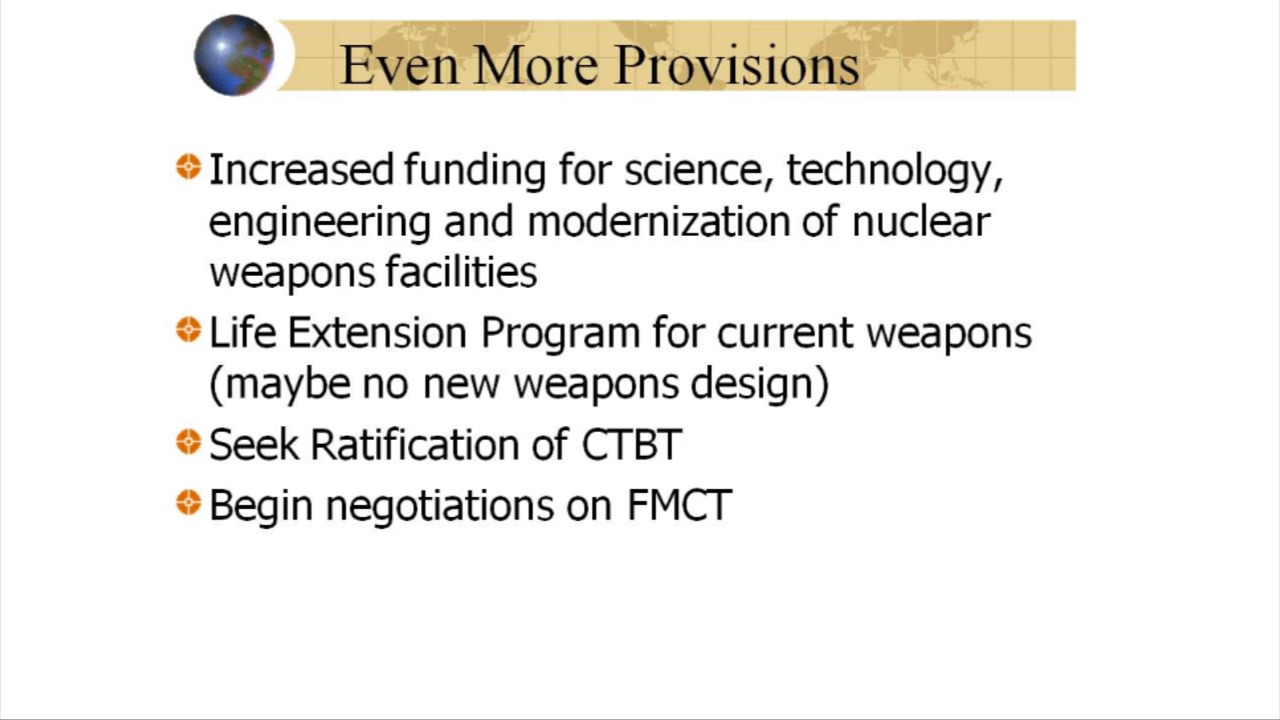 Even More Provisions
Increased funding for science, technology,
engineering and modernization of nuclear
weapons facilities
Life Extension Program for current weapons
(maybe no new weapons design)
Seek Ratification of CTBT
Begin negotiations on FMCT